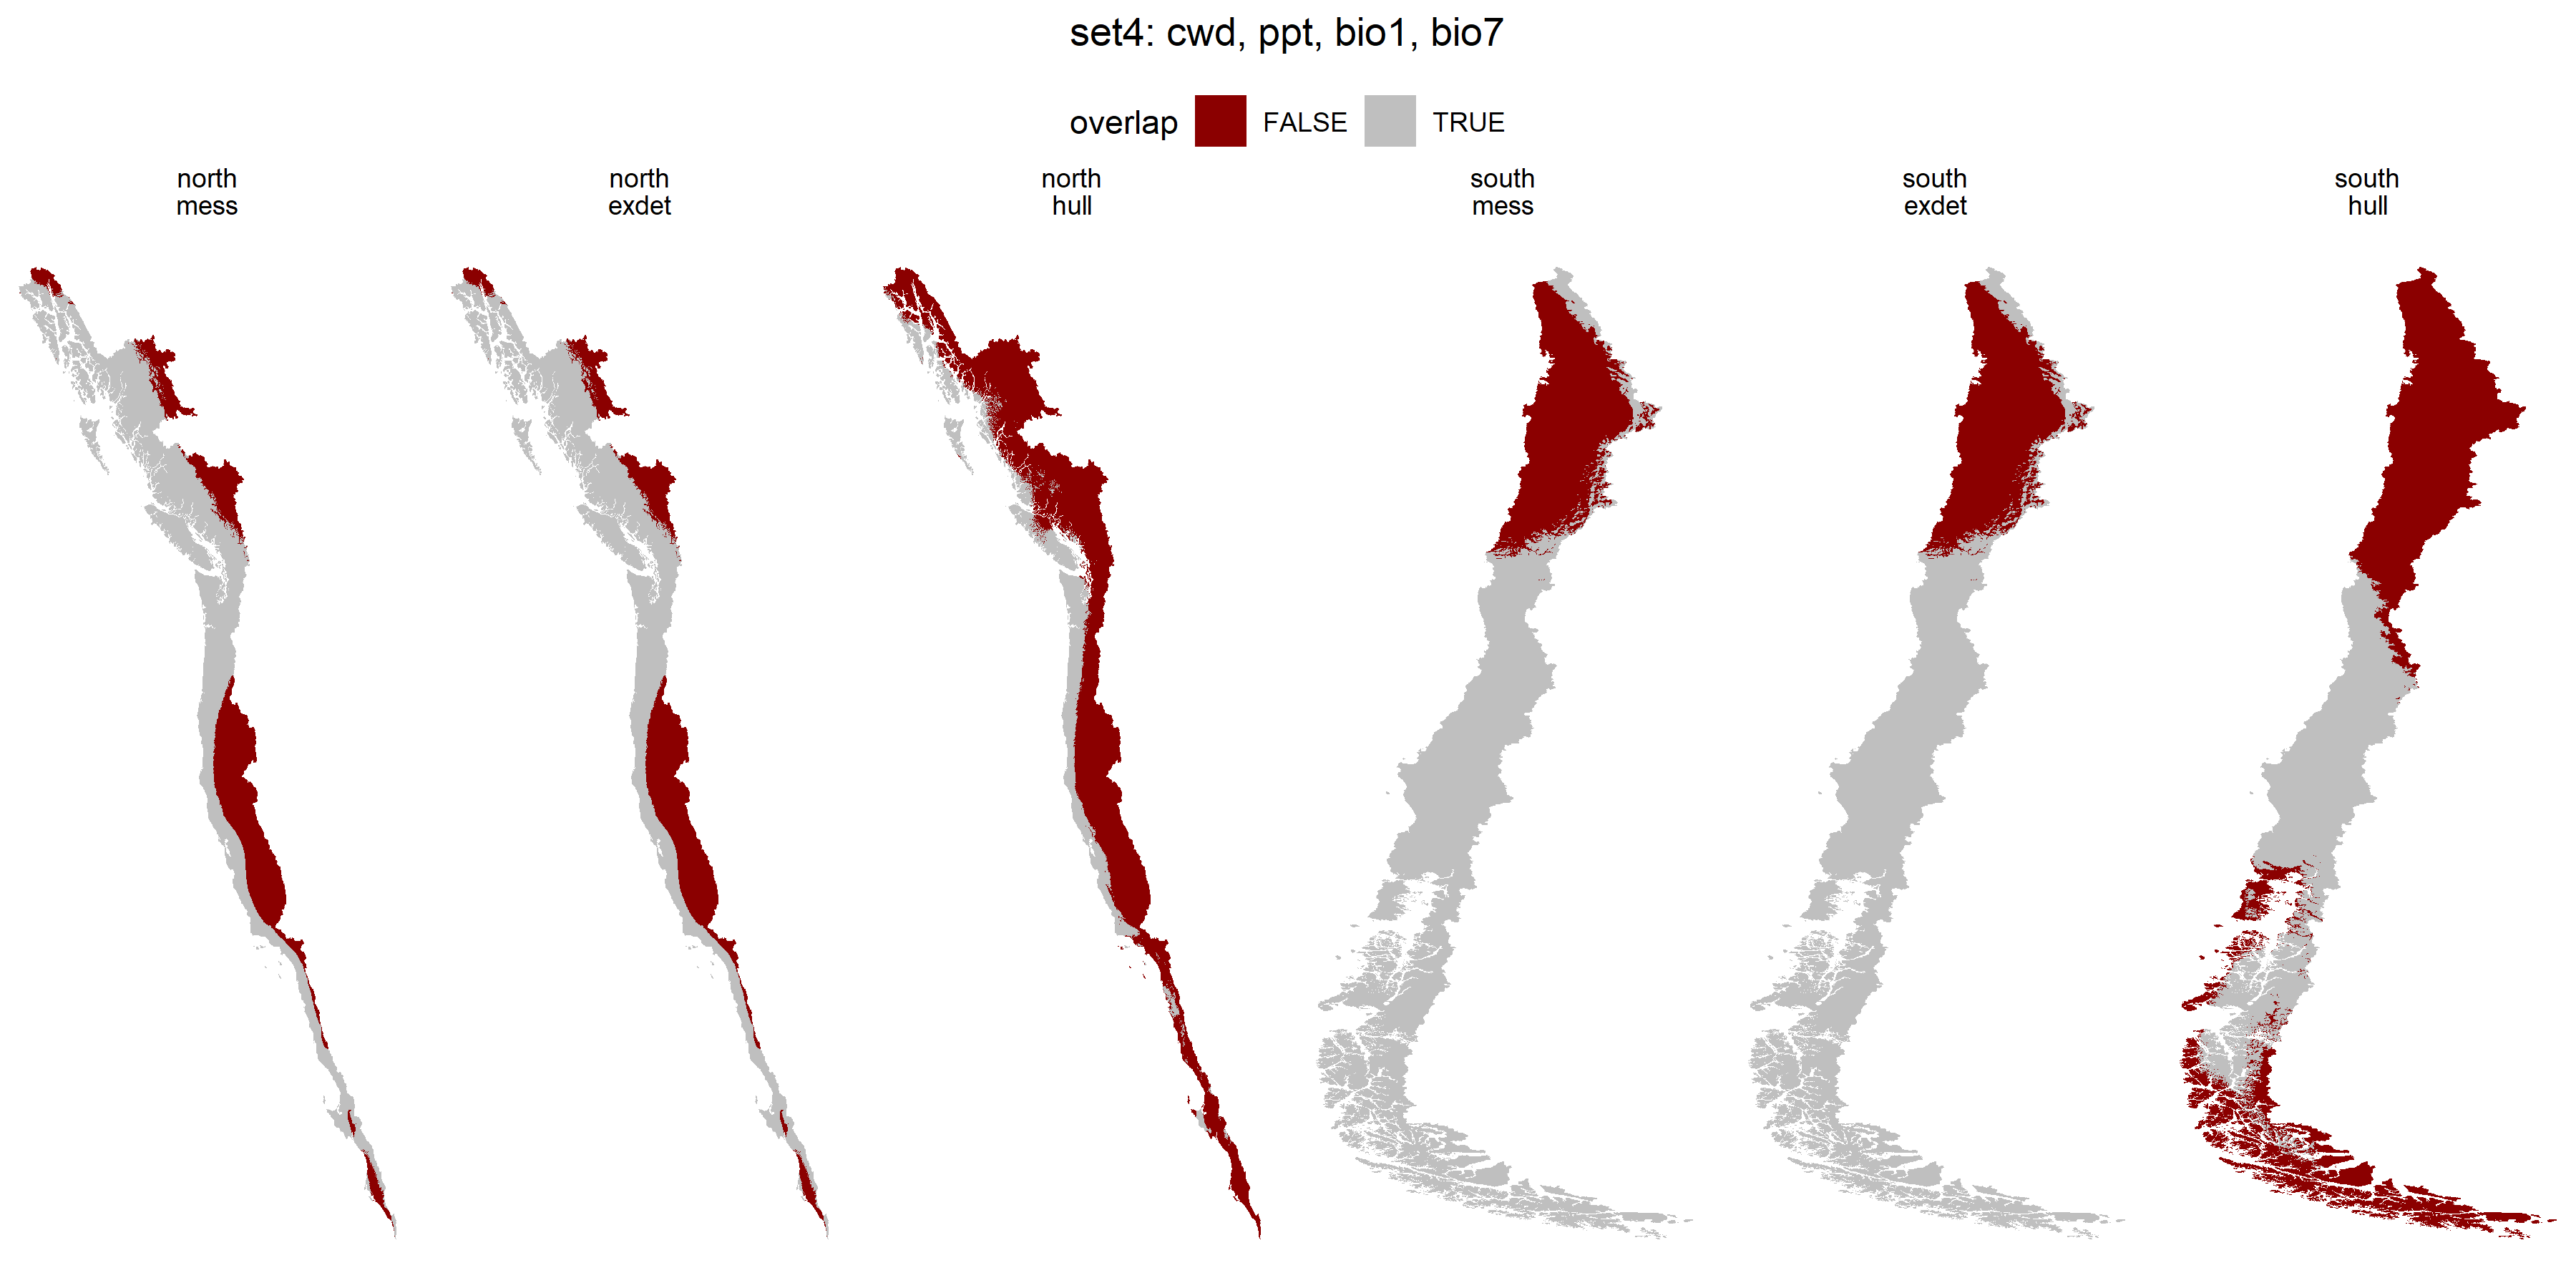 set4: cwd, ppt, bio1, bio7
overlap FALSE TRUE
north
mess
north
exdet
north
hull
south
mess
south
exdet
south
hull